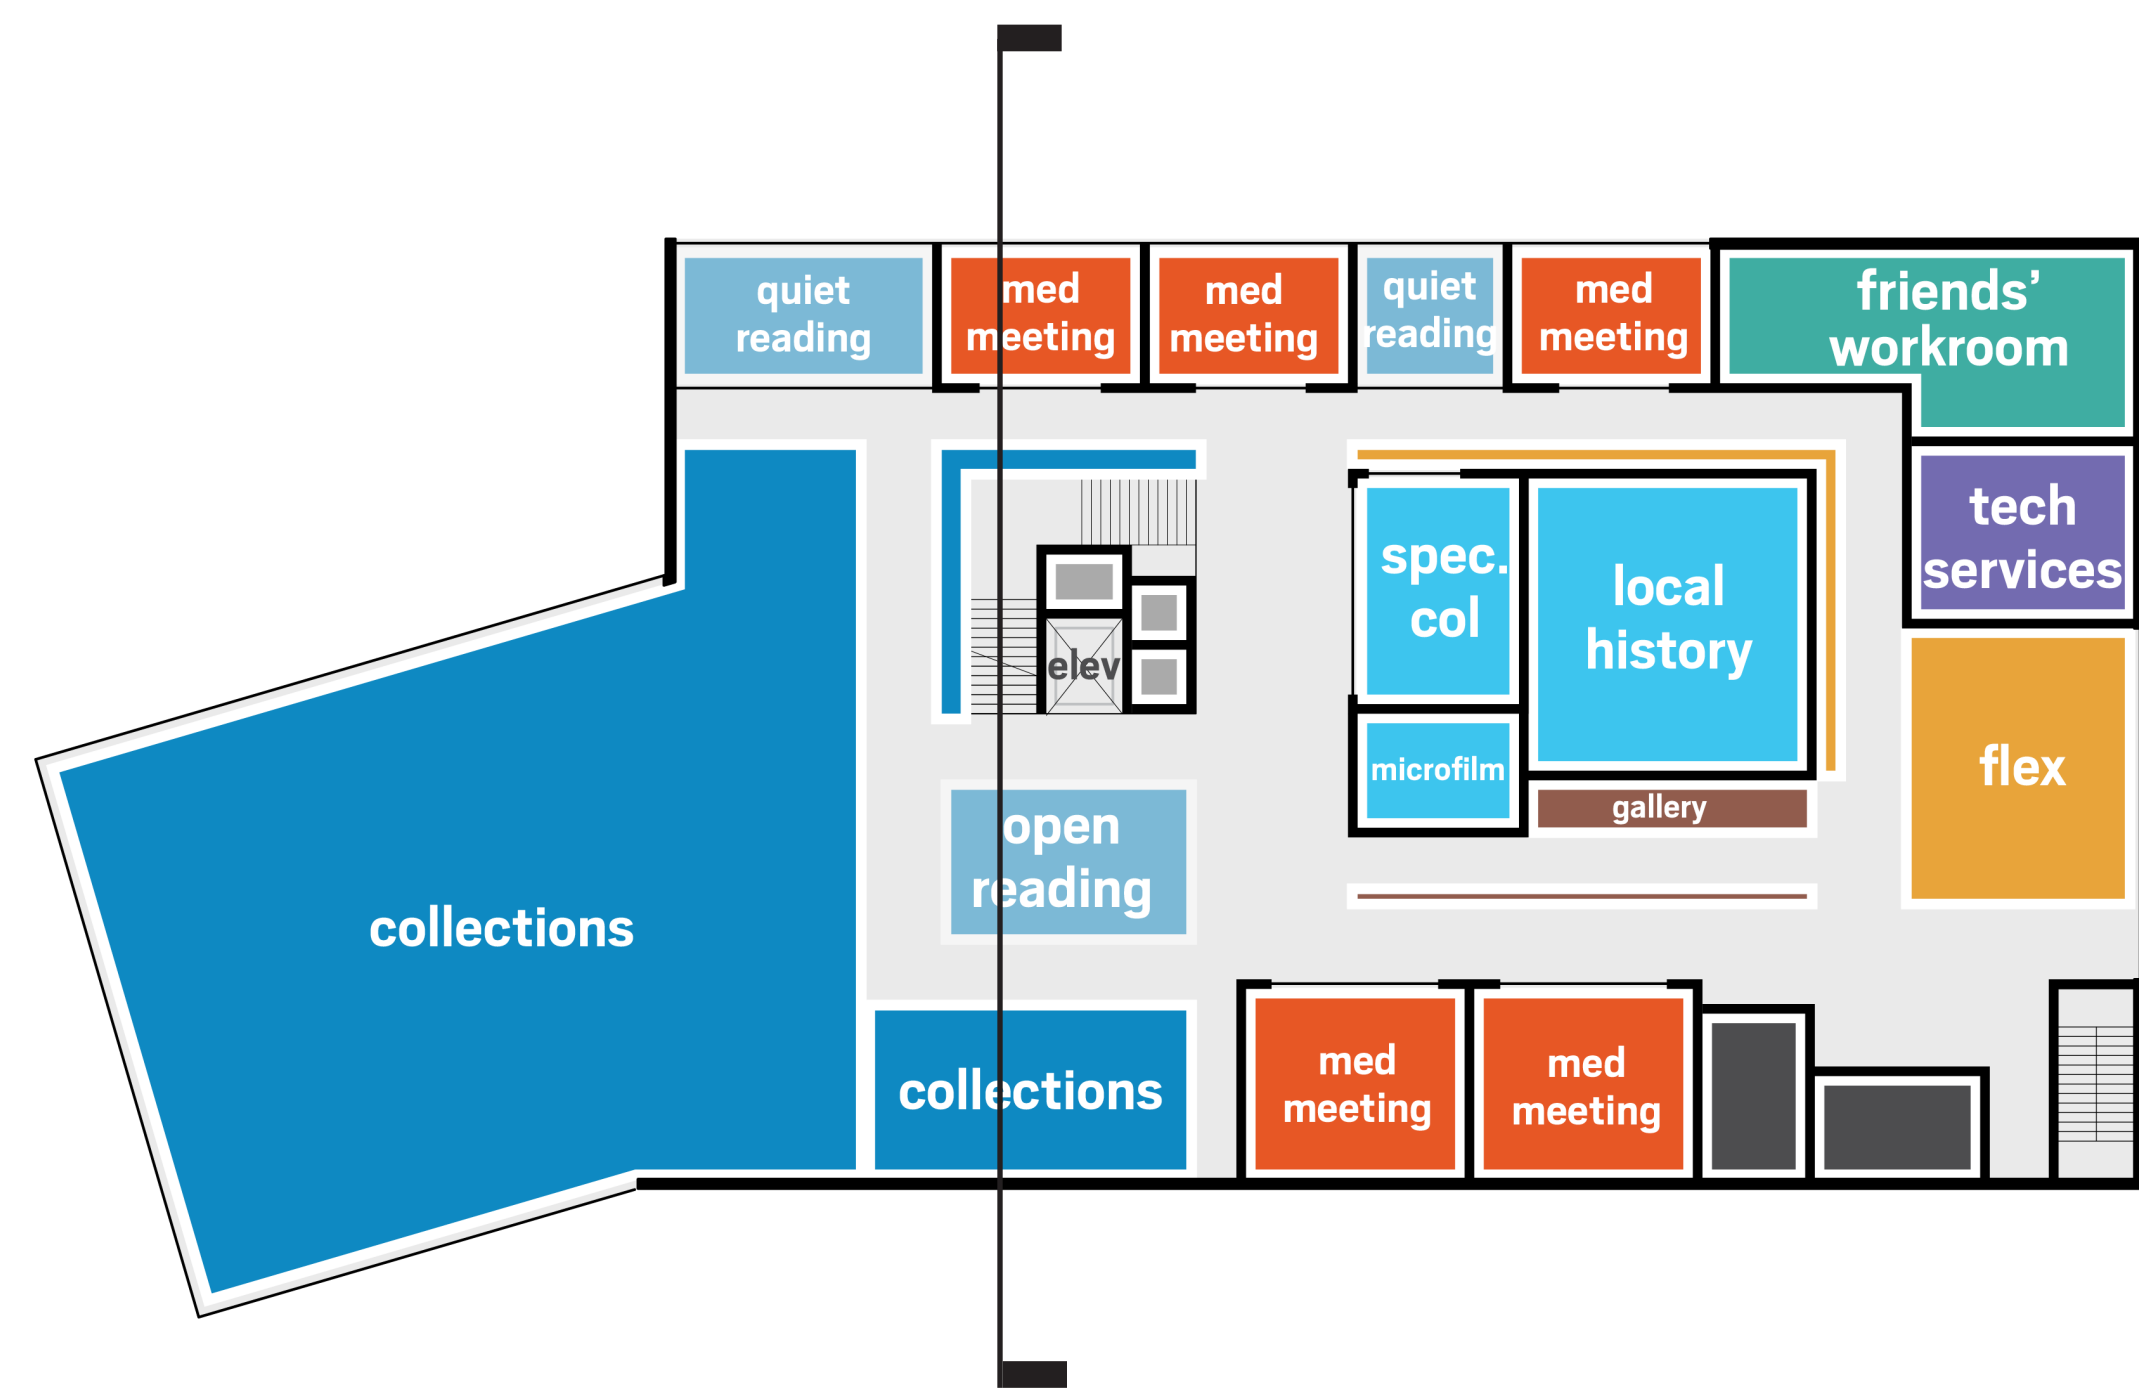 quiet
reading
med
meeting
med
meeting
quiet
reading
med
meeting
friends’
workroom
tech
services
spec.
col
local
history
elev
microfilm
gallery
flex
open
reading
collections
collections
med
meeting
med
meeting